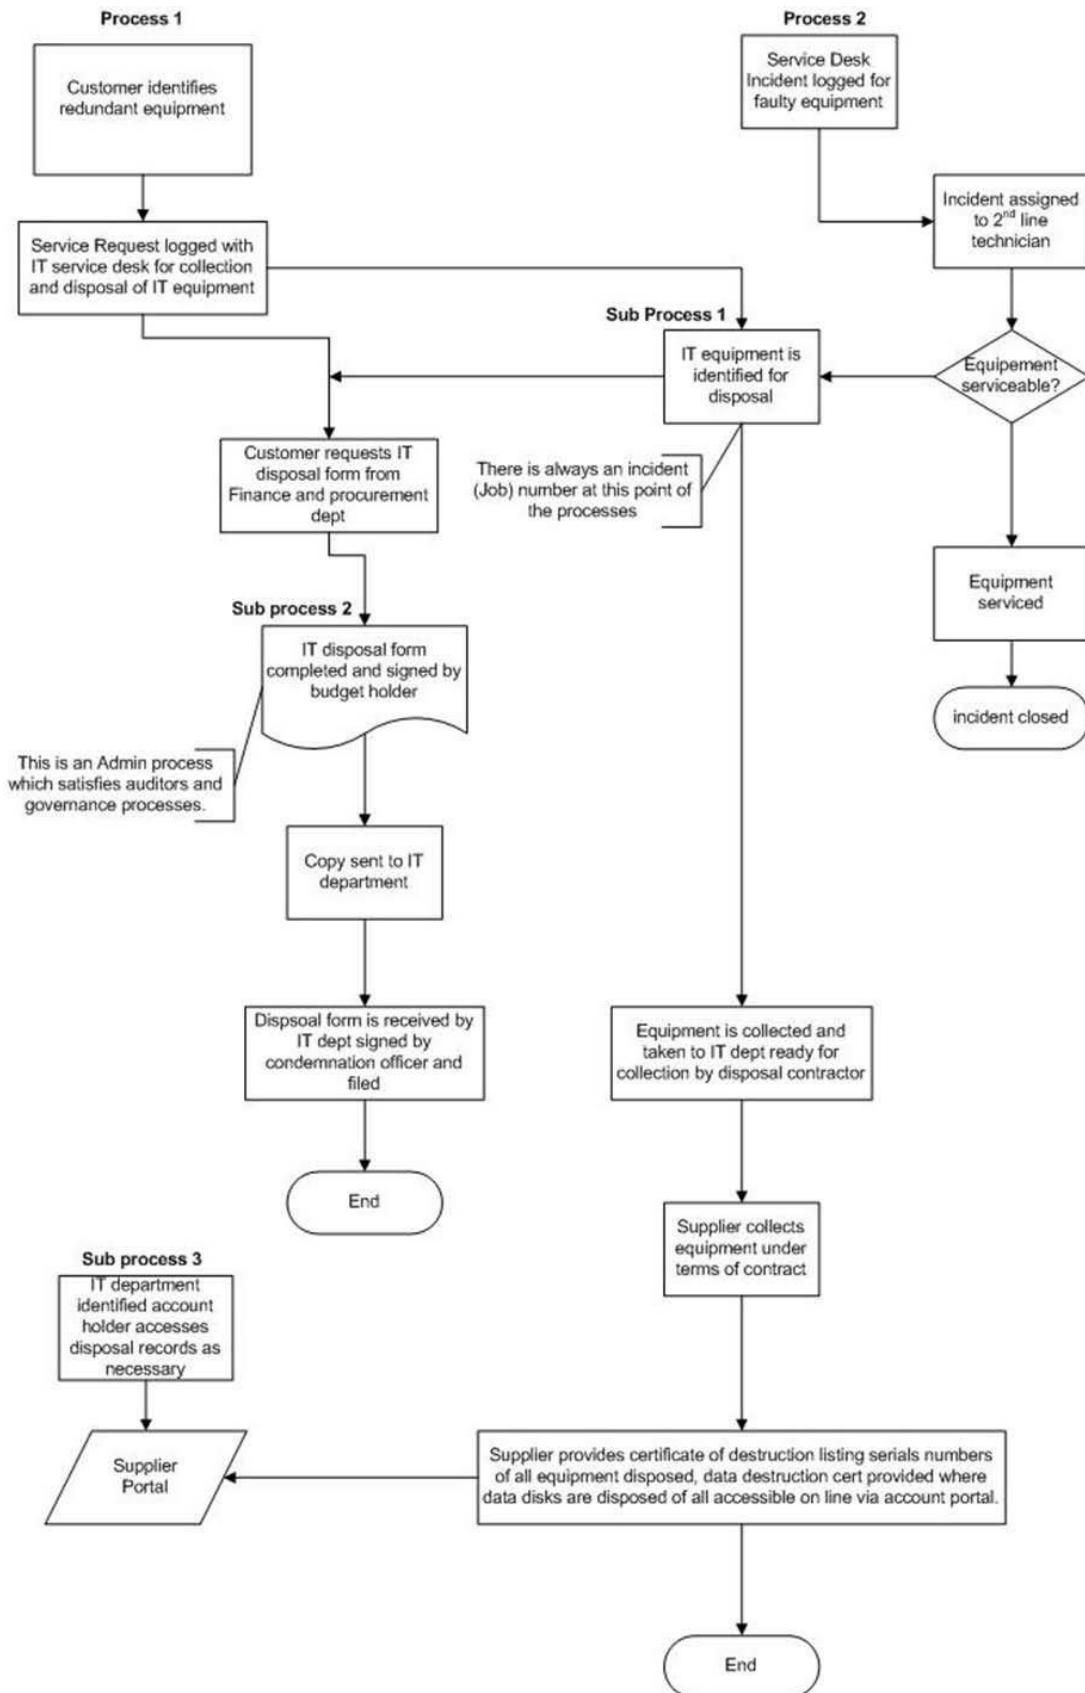 Process 1
Customer identifies
redundant equipment
Service Request logged with
IT service desk for collection
and disposal of IT equipment
Process 2
Service Desk
Incident logged for
faulty equipment
Incident assigned
to 2nd line
technician
Equipement
serviceable?
Sub Process 1
IT equipment is
identified for
disposal
There is always an incident
(Job) number at this point of
the processes
Customer requests IT
disposal form from
Finance and procurement
dept
Equipment
serviced
incident closed
Sub process 2
IT disposal form
completed and signed by
budget holder
This is an Admin process
which satisfies auditors and
governance processes.
Copy sent to IT
department
Dispsoal form is received by
IT dept signed by
condemnation officer and
filed
End
Equipment is collected and
taken to IT dept ready for
collection by disposal contractor
Supplier collects
equipment under
terms of contract
Sub process 3
IT department
identified account
holder accesses
disposal records as
necessary
Supplier
Portal
Supplier provides certificate of destruction listing serials numbers
of all equipment disposed, data destruction cert provided where
data disks are disposed of all accessible on line via account portal.
End